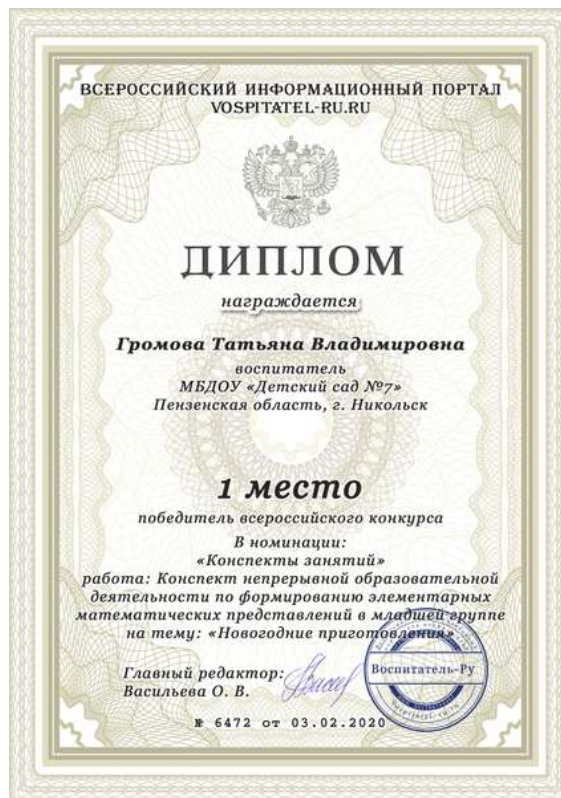 ВСЕРОССИЙСКИЙ ИНФОРМАЦИОННЫЙ ПОРТАЛ
VOSPITATEL-RU.RU
ДИПЛОМ
награждается
Громова Татьяна Владимировна
воспитатель
МБДОУ «Детский сад №7»
Пензенская область, г. Никольск
1 место
победитель всероссийского конкурса
В номинации:
«Конспекты занятий»
работа: Конспект непрерывной образовательной
деятельности по формированию элементарных
математических представлений в младшей группе
на тему: «Новогодние приготовления»
Главный редактор:
Васильева О. В.
Воспитатель-Ру
№ 6472 от 03.02.2020